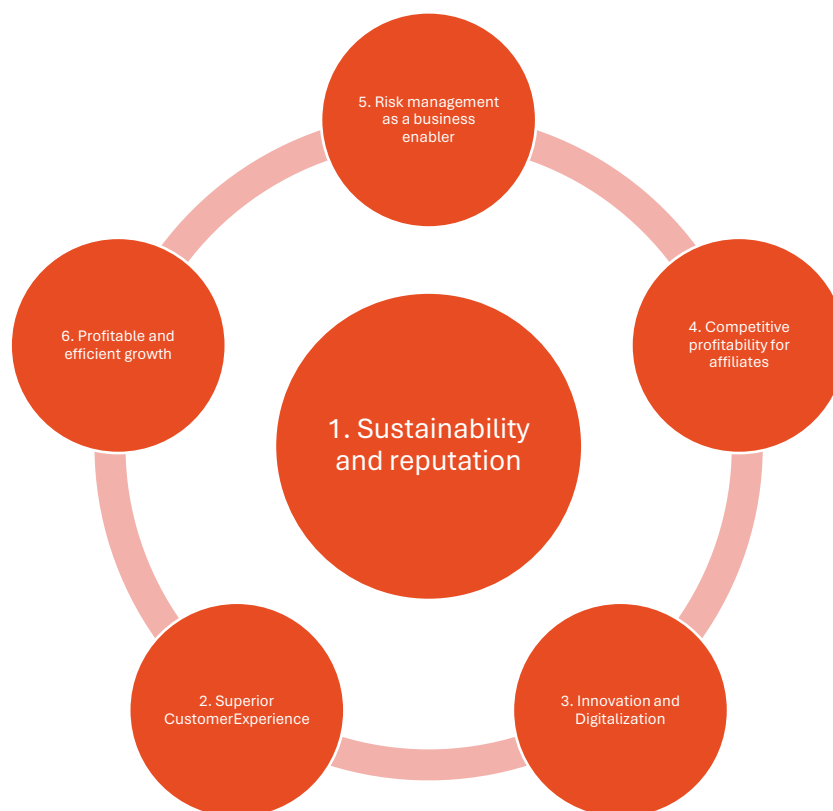 5. Risk management
as a business
enabler
6. Profitable and
efficient growth
4. Competitive
profitability for
affiliates
1. Sustainability
and reputation
2. Superior
CustomerExperience
3. Innovation and
Digitalization